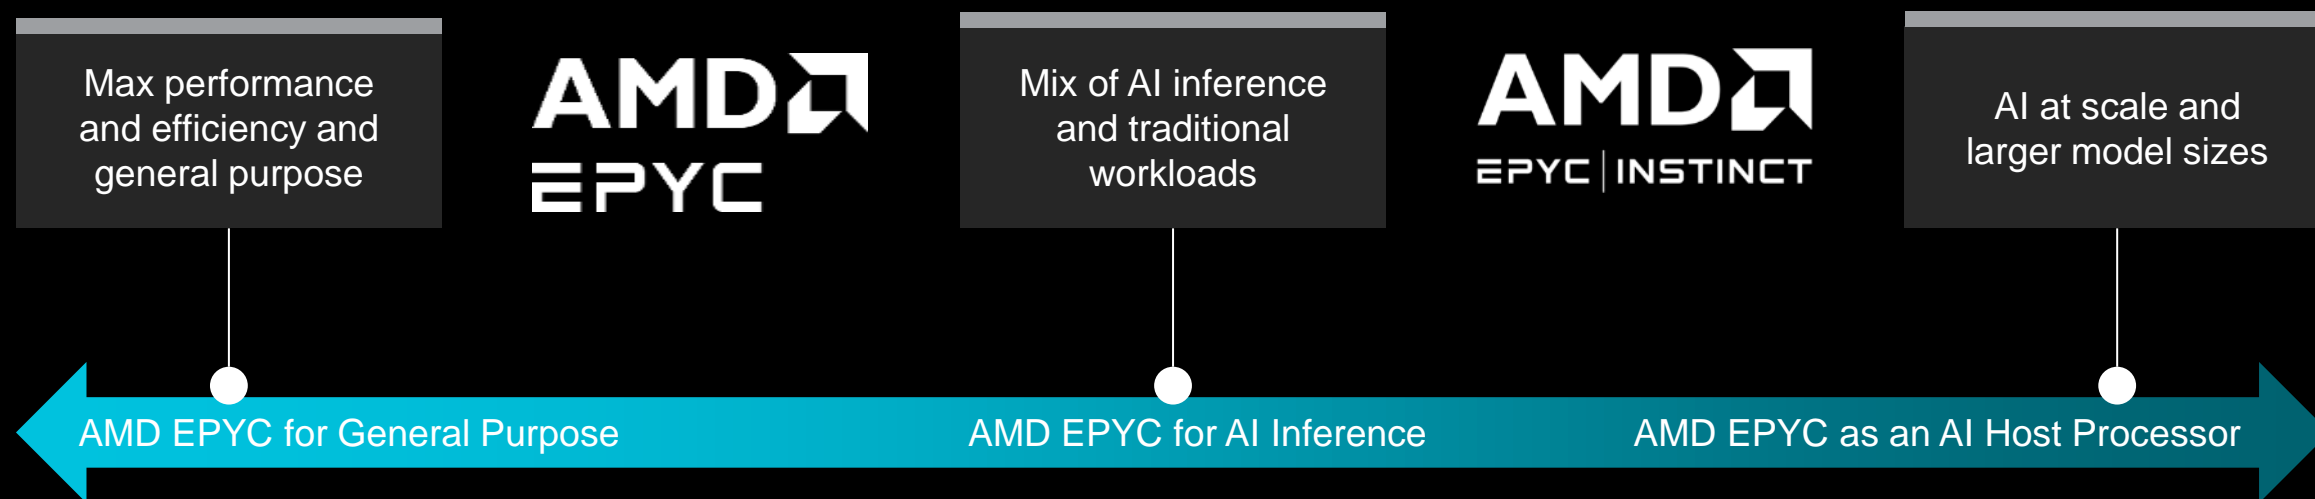 Max performance
and efficiency and
general purpose
AMD
EPYC
Mix of AI inference
and traditional
workloads
AMD
EPYC | INSTINCT
AI at scale and
larger model sizes
AMD EPYC for General Purpose
AMD EPYC for AI Inference
AMD EPYC as an AI Host Processor